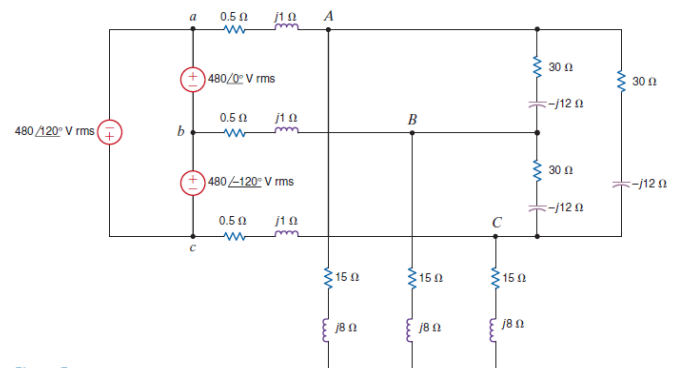 a 0.5 Ω j1 Ω A
30 Ω
30 Ω
480/0° V rms
-j12 Ω
0.5 Ω j1 Ω B
480/120° V rms
b
30 Ω
480/-120° V rms
-j12 Ω
-j12 Ω
0.5 Ω j1 Ω C
c
15 Ω 15 Ω 15 Ω
j8 Ω j8 Ω j8 Ω